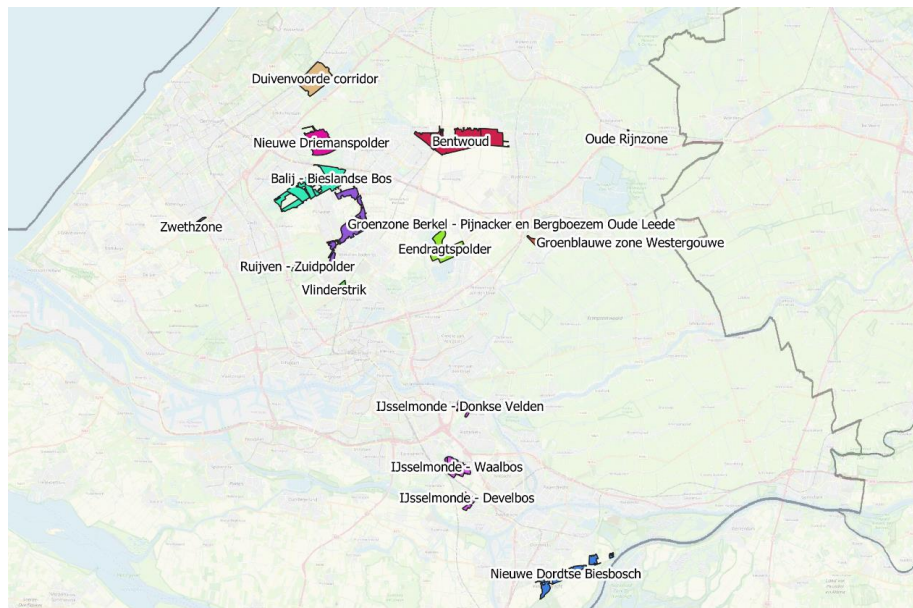 Duivenvoorde corridor
Nieuwe Driemanspolder
Bentwoud
Oude Rijnzone
Balij - Bieslandse Bos
Zwethzone
Groenzone Berkel - Pijnacker en Bergboezem Oude Leede
Groenblauwe zone Westergouwe
Eendragtspolder
Ruijven - Zuidpolder
Vlinderstrik
IJsselmonde - Donkse Velden
IJsselmonde - Waalbos
IJsselmonde - Develbos
Nieuwe Dordtse Biesbosch